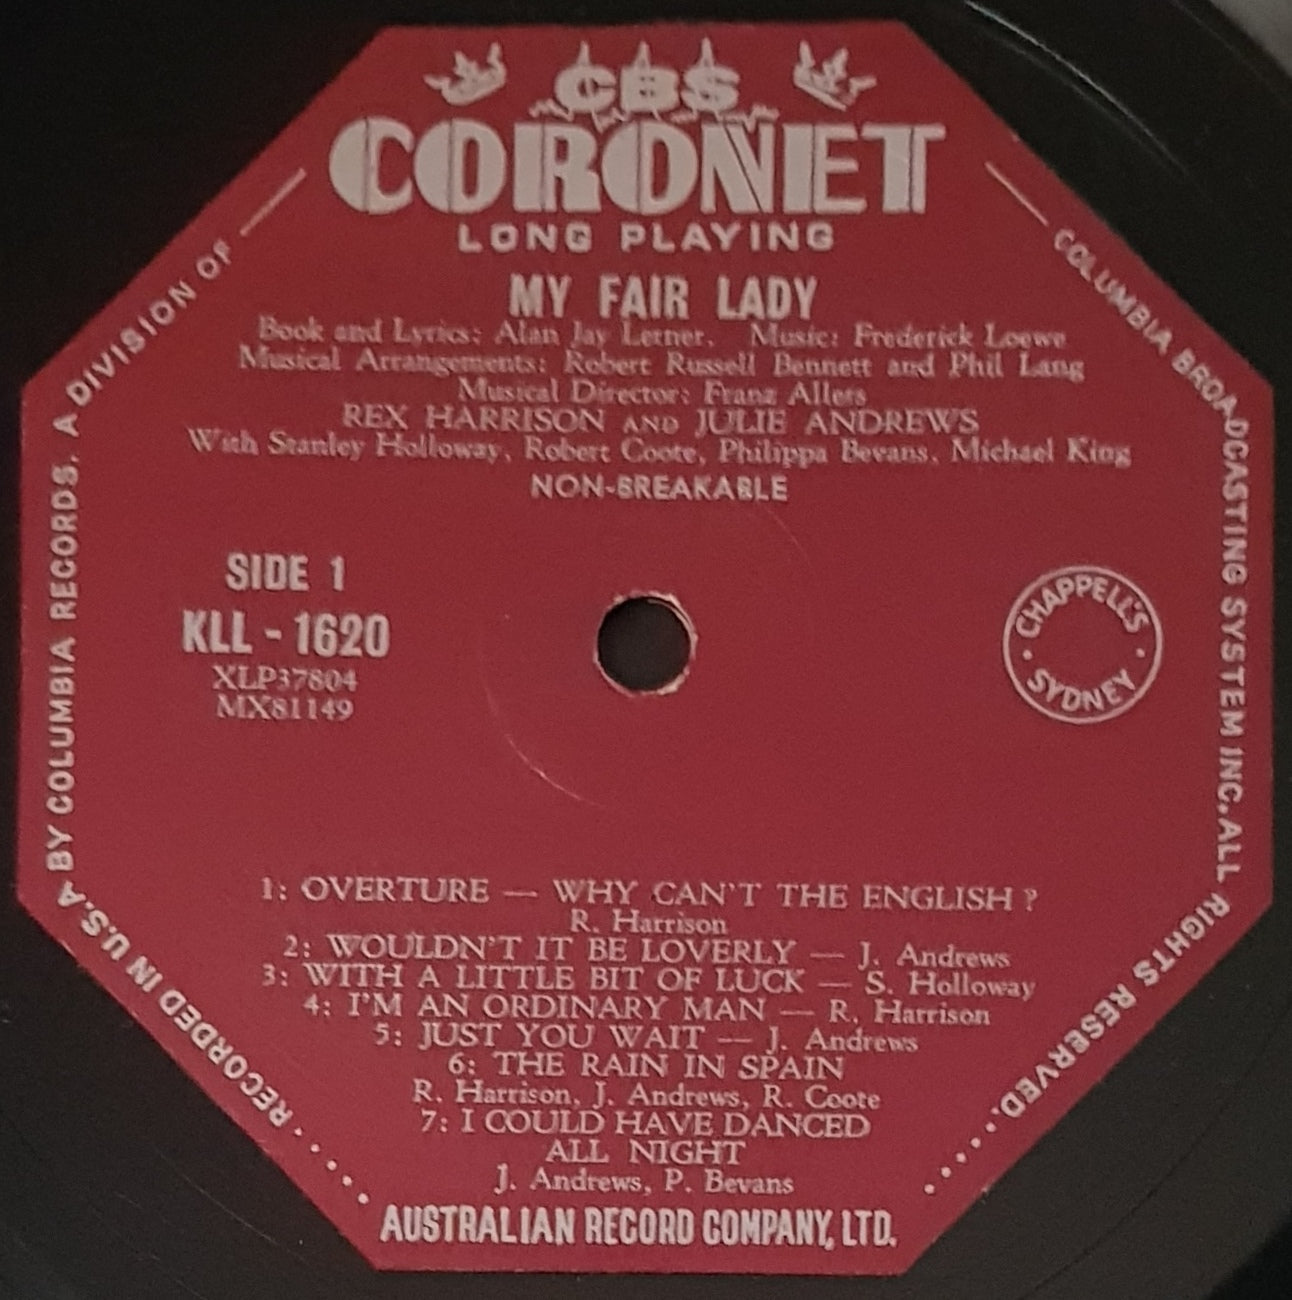 CBS
CORONET
LONG PLAYING
MY FAIR LADY
Book and Lyrics: Alan Jay Lerner. Music: Frederick Loewe
Musical Arrangements: Robert Russell Bennett and Phil Lang
Musical Director: Franz Allers
REX HARRISON AND JULIE ANDREWS
With Stanley Holloway, Robert Coote, Philippa Bevans, Michael King
NON-BREAKABLE
SIDE 1
KLL - 1620
XLP37804
MX81149
CHAPPELL'S
SYDNEY
1: OVERTURE — WHY CAN'T THE ENGLISH ?
R. Harrison
2: WOULDN'T IT BE LOVERLY — J. Andrews
3: WITH A LITTLE BIT OF LUCK — S. Holloway
4: I'M AN ORDINARY MAN — R. Harrison
5: JUST YOU WAIT — J. Andrews
6: THE RAIN IN SPAIN
R. Harrison, J. Andrews, R. Coote
7: I COULD HAVE DANCED
ALL NIGHT
J. Andrews, P. Bevans
AUSTRALIAN RECORD COMPANY, LTD.
RECORDED IN U.S.A BY COLUMBIA RECORDS. A DIVISION OF — COLUMBIA BROADCASTING SYSTEM INC. ALL RIGHTS RESERVED.